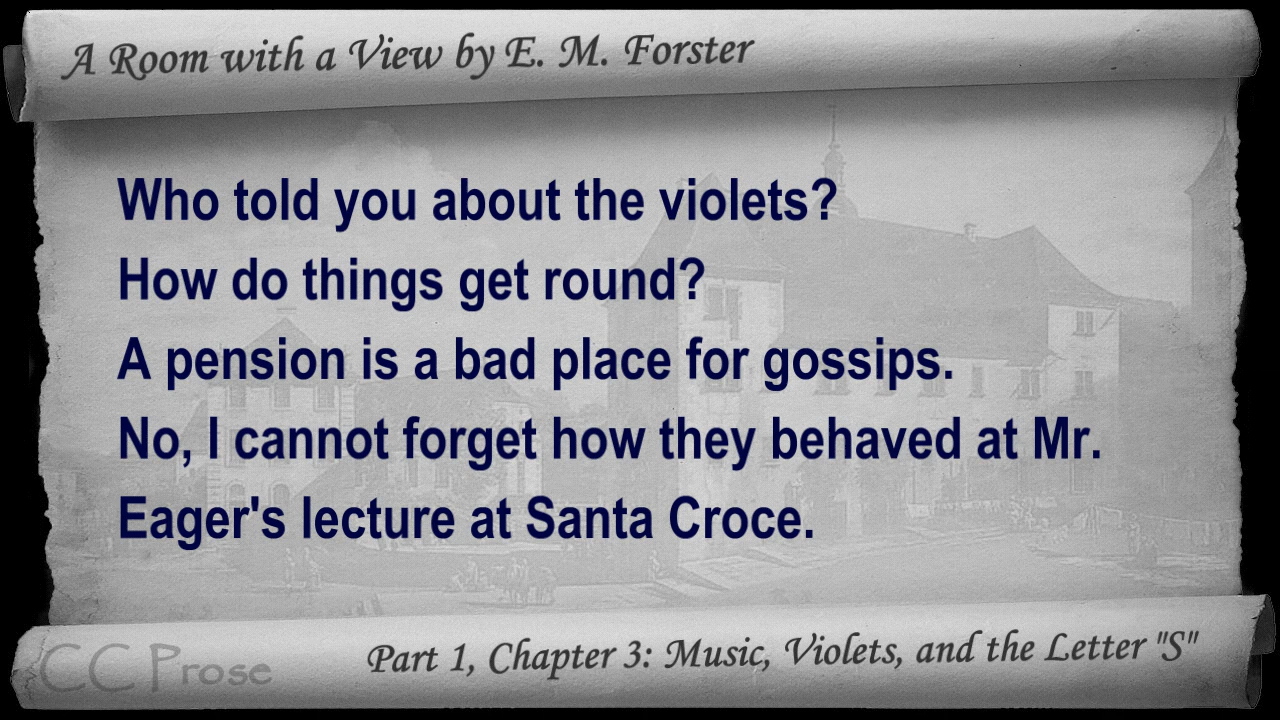 A Room with a View by E. M. Forster
Who told you about the violets?
How do things get round?
A pension is a bad place for gossips.
No, I cannot forget how they behaved at Mr.
Eager's lecture at Santa Croce.
CC Prose
Part 1, Chapter 3: Music, Violets, and the Letter "S"